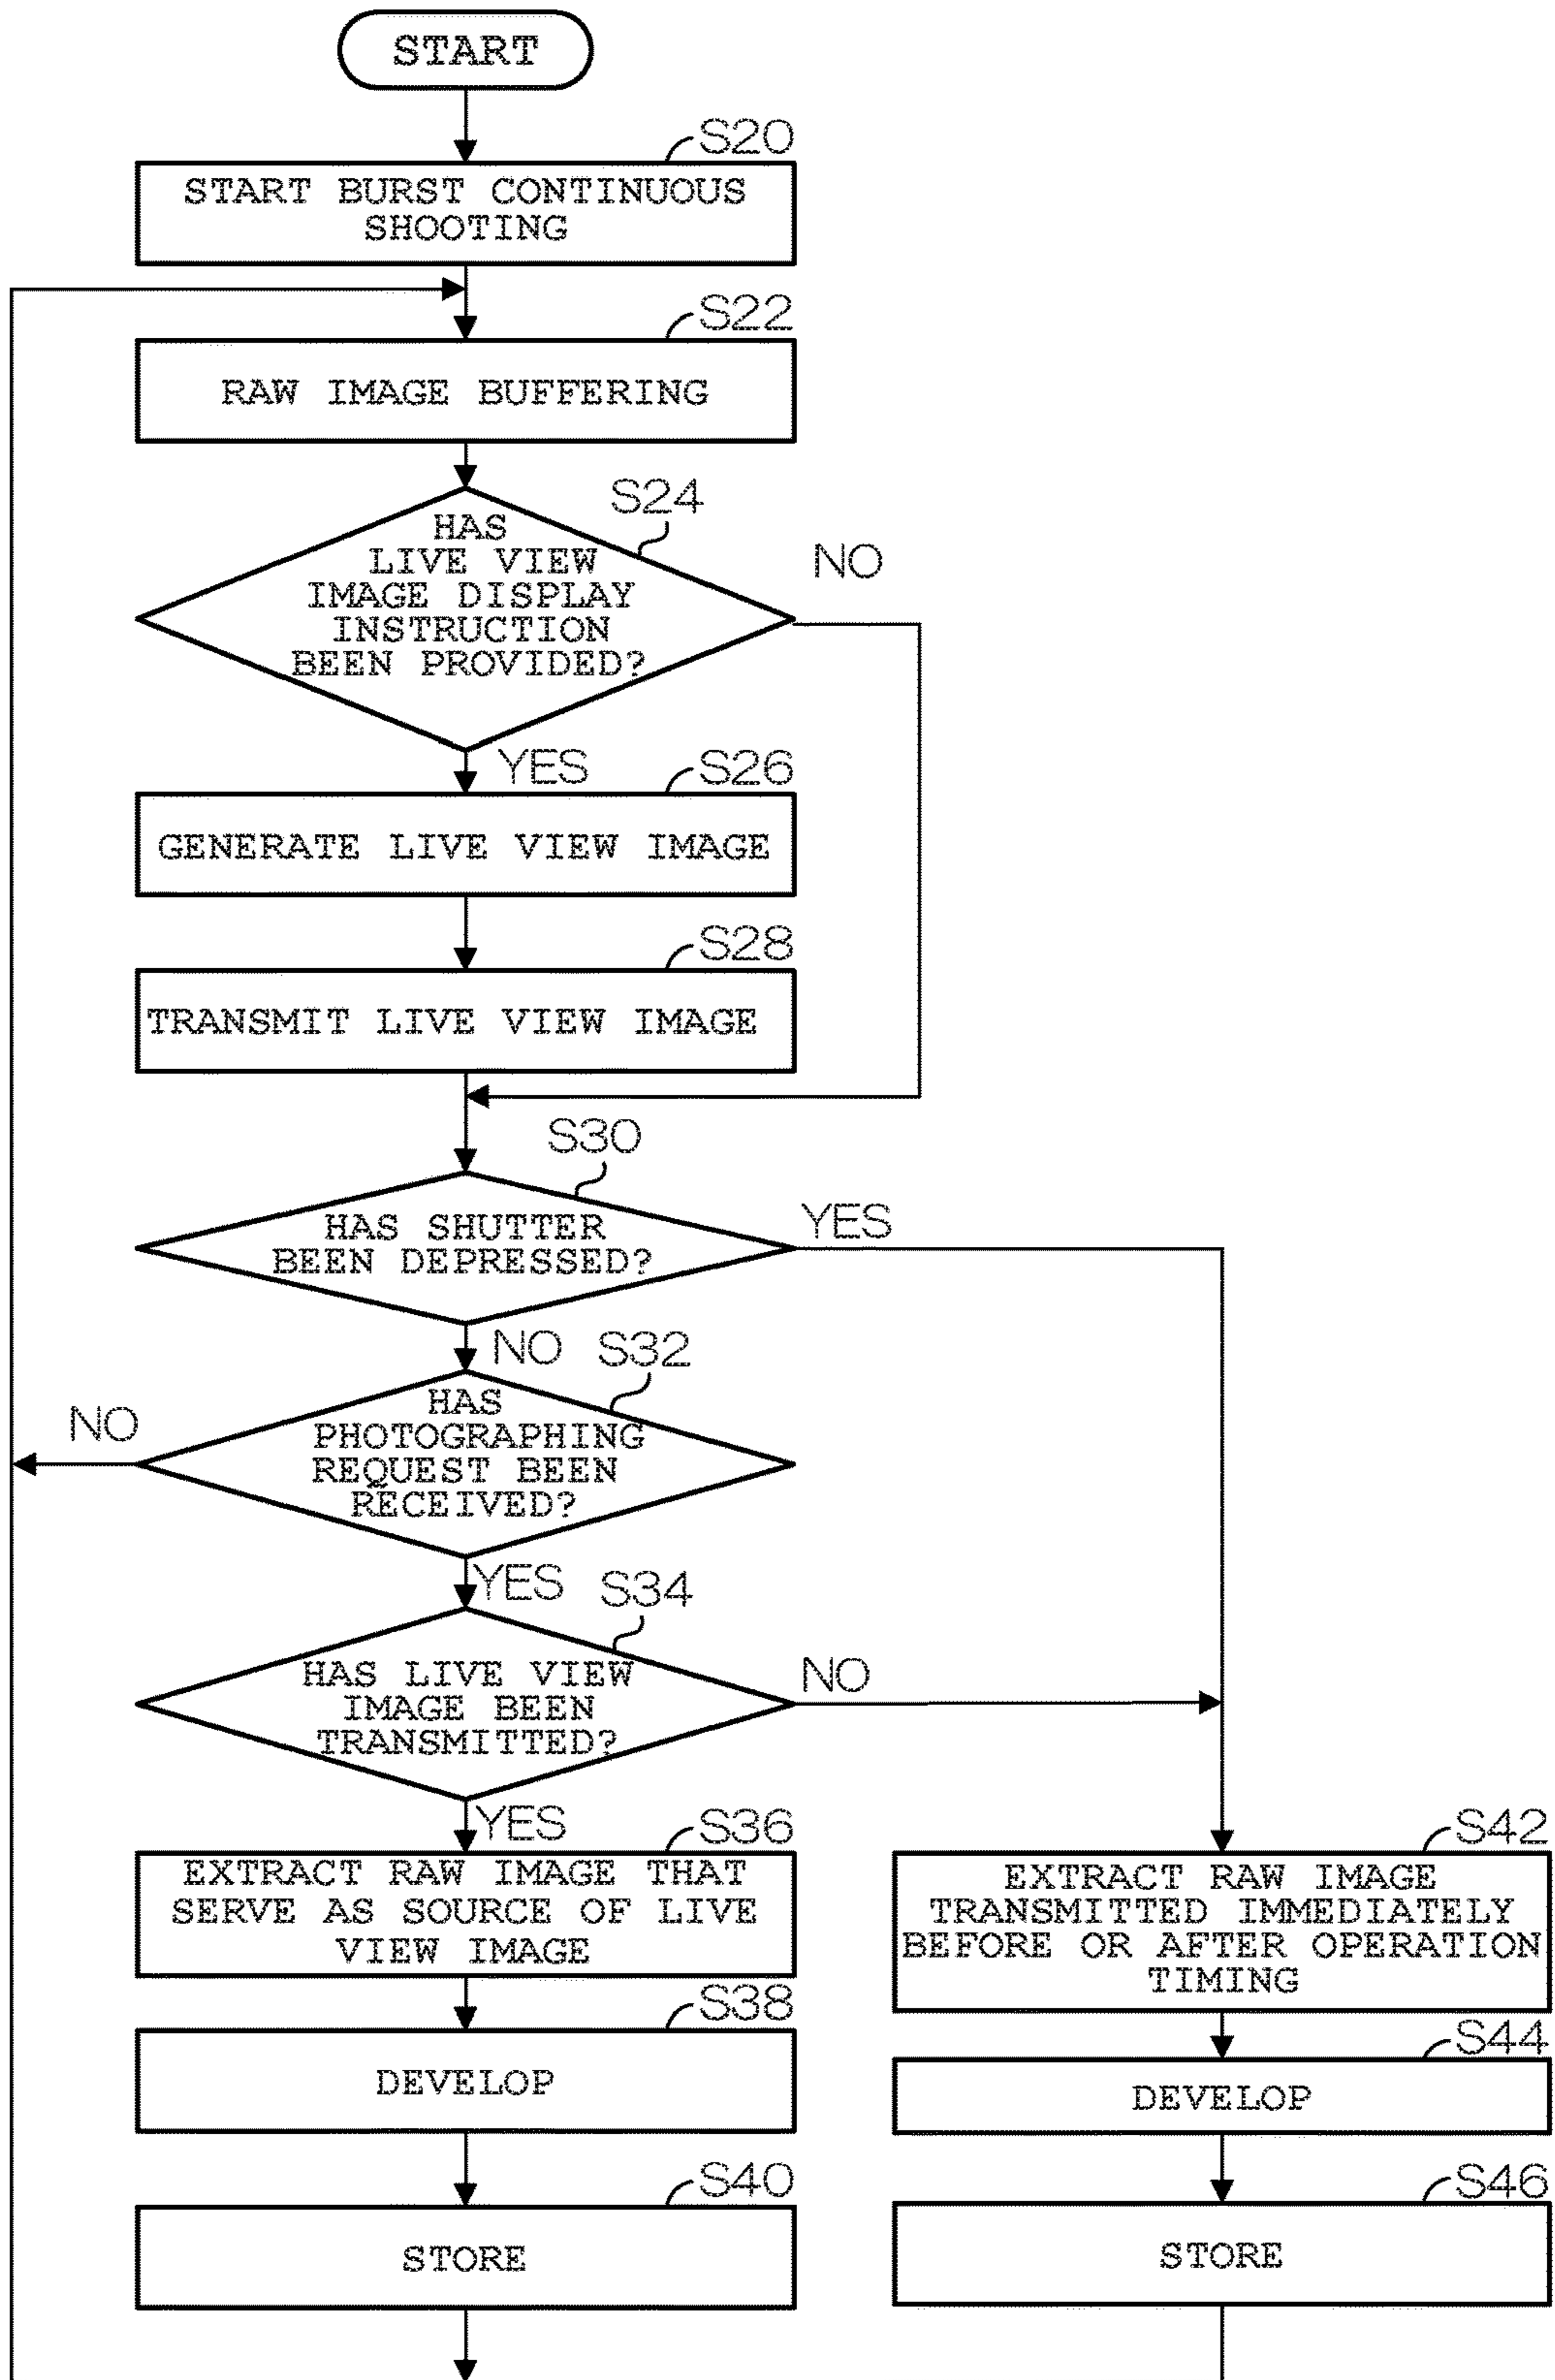 START
S20
START BURST CONTINUOUS
SHOOTING
S22
RAW IMAGE BUFFERING
S24
HAS
LIVE VIEW
IMAGE DISPLAY
INSTRUCTION
BEEN PROVIDED?
NO
YES
S26
GENERATE LIVE VIEW IMAGE
S28
TRANSMIT LIVE VIEW IMAGE
S30
HAS SHUTTER
BEEN DEPRESSED?
YES
NO
S32
HAS
PHOTOGRAPHING
REQUEST BEEN
RECEIVED?
NO
YES
S34
HAS LIVE VIEW
IMAGE BEEN
TRANSMITTED?
NO
YES
S36
EXTRACT RAW IMAGE THAT
SERVE AS SOURCE OF LIVE
VIEW IMAGE
S38
DEVELOP
S40
STORE
S42
EXTRACT RAW IMAGE
TRANSMITTED IMMEDIATELY
BEFORE OR AFTER OPERATION
TIMING
S44
DEVELOP
S46
STORE